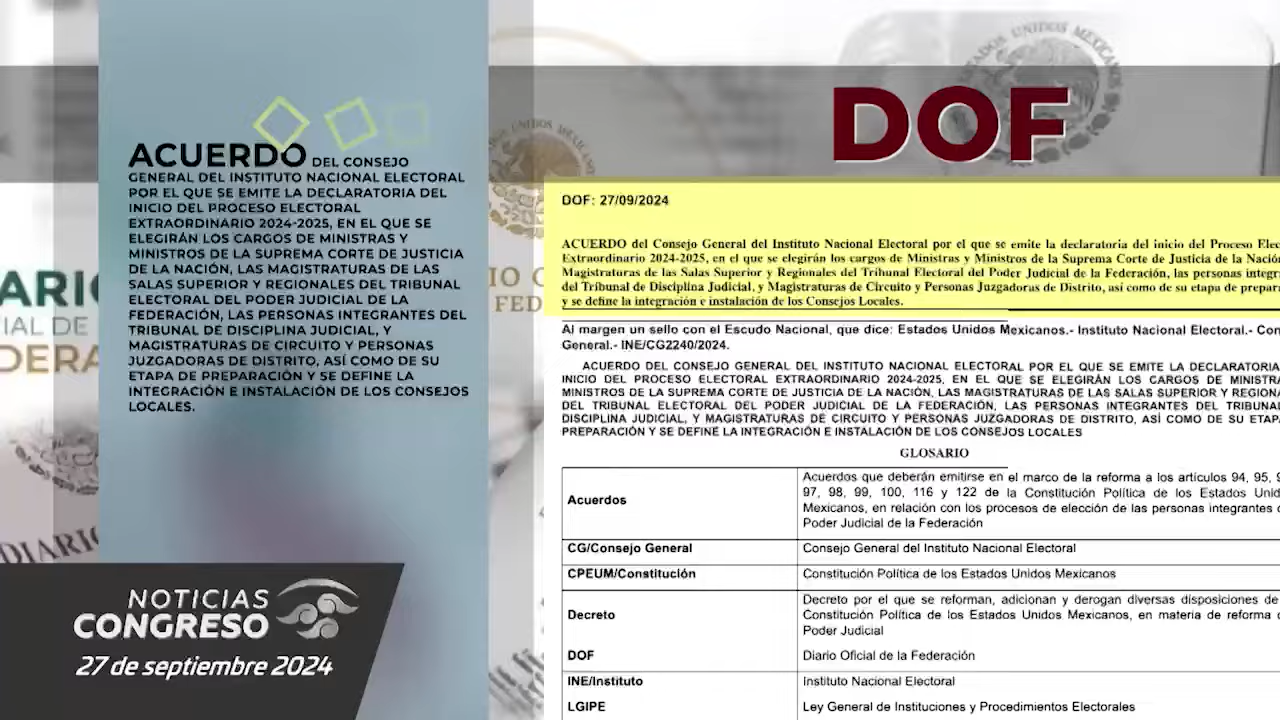 ACUERDO DEL CONSEJO
GENERAL DEL INSTITUTO NACIONAL ELECTORAL
POR EL QUE SE EMITE LA DECLARATORIA DEL
INICIO DEL PROCESO ELECTORAL
EXTRAORDINARIO 2024-2025, EN EL QUE SE
ELEGIRÁN LOS CARGOS DE MINISTRAS Y
MINISTROS DE LA SUPREMA CORTE DE JUSTICIA
DE LA NACIÓN, LAS MAGISTRATURAS DE LAS
SALAS SUPERIOR Y REGIONALES DEL TRIBUNAL
ELECTORAL DEL PODER JUDICIAL DE LA
FEDERACIÓN, LAS PERSONAS INTEGRANTES DEL
TRIBUNAL DE DISCIPLINA JUDICIAL, Y
MAGISTRATURAS DE CIRCUITO Y PERSONAS
JUZGADORAS DE DISTRITO, ASÍ COMO DE SU
ETAPA DE PREPARACIÓN Y SE DEFINE LA
INTEGRACIÓN E INSTALACIÓN DE LOS CONSEJOS
LOCALES.
NOTICIAS
CONGRESO
27 de septiembre 2024
DOF
DOF: 27/09/2024
ACUERDO del Consejo General del Instituto Nacional Electoral por el que se emite la declaratoria del inicio del Proceso Elec
Extraordinario 2024-2025, en el que se elegirán los cargos de Ministras y Ministros de la Suprema Corte de Justicia de la Nació
Magistraturas de las Salas Superior y Regionales del Tribunal Electoral del Poder Judicial de la Federación, las personas integr
del Tribunal de Disciplina Judicial, y Magistraturas de Circuito y Personas Juzgadoras de Distrito, así como de su etapa de prepar
y se define la integración e instalación de los Consejos Locales.
Al margen un sello con el Escudo Nacional, que dice: Estados Unidos Mexicanos.- Instituto Nacional Electoral.- Con
General.- INE/CG2240/2024.
ACUERDO DEL CONSEJO GENERAL DEL INSTITUTO NACIONAL ELECTORAL POR EL QUE SE EMITE LA DECLARATORIA
INICIO DEL PROCESO ELECTORAL EXTRAORDINARIO 2024-2025, EN EL QUE SE ELEGIRÁN LOS CARGOS DE MINISTRA
MINISTROS DE LA SUPREMA CORTE DE JUSTICIA DE LA NACIÓN, LAS MAGISTRATURAS DE LAS SALAS SUPERIOR Y REGIONA
DEL TRIBUNAL ELECTORAL DEL PODER JUDICIAL DE LA FEDERACIÓN, LAS PERSONAS INTEGRANTES DEL TRIBUNAL
DISCIPLINA JUDICIAL, Y MAGISTRATURAS DE CIRCUITO Y PERSONAS JUZGADORAS DE DISTRITO, ASÍ COMO DE SU ETAPA
PREPARACIÓN Y SE DEFINE LA INTEGRACIÓN E INSTALACIÓN DE LOS CONSEJOS LOCALES
GLOSARIO
Acuerdos
Acuerdos que deberán emitirse en el marco de la reforma a los artículos 94, 95, 9
97, 98, 99, 100, 116 y 122 de la Constitución Política de los Estados Unid
Mexicanos, en relación con los procesos de elección de las personas integrantes d
Poder Judicial de la Federación
CG/Consejo General
Consejo General del Instituto Nacional Electoral
CPEUM/Constitución
Constitución Política de los Estados Unidos Mexicanos
Decreto
Decreto por el que se reforman, adicionan y derogan diversas disposiciones de
Constitución Política de los Estados Unidos Mexicanos, en materia de reforma d
Poder Judicial
DOF
Diario Oficial de la Federación
INE/Instituto
Instituto Nacional Electoral
LGIPE
Ley General de Instituciones y Procedimientos Electorales